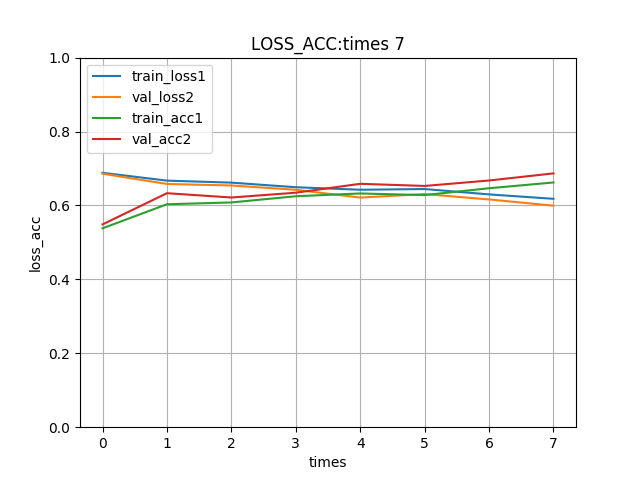 LOSS_ACC:times 7
1.0
train_loss1
val_loss2
train_acc1
val_acc2
0.8
0.6
loss_acc
0.4
0.2
0.0
0 1 2 3 4 5 6 7
times